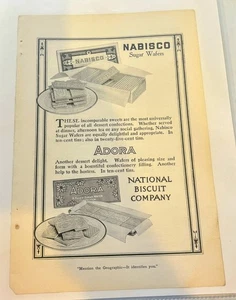 NABISCO
Sugar Wafers
NABISCO
THESE incomparable sweets are the most universally
popular of all dessert confections. Whether served
at dinner, afternoon tea or any social gathering, Nabisco
Sugar Wafers are equally delightful and appropriate. In
ten-cent tins; also in twenty-five-cent tins.
ADORA
Another dessert delight. Wafers of pleasing size and
form with a bountiful confectionery filling. Another
help to the hostess. In ten-cent tins.
ADORA
NATIONAL
BISCUIT
COMPANY
"Mention the Geographic—It identifies you."